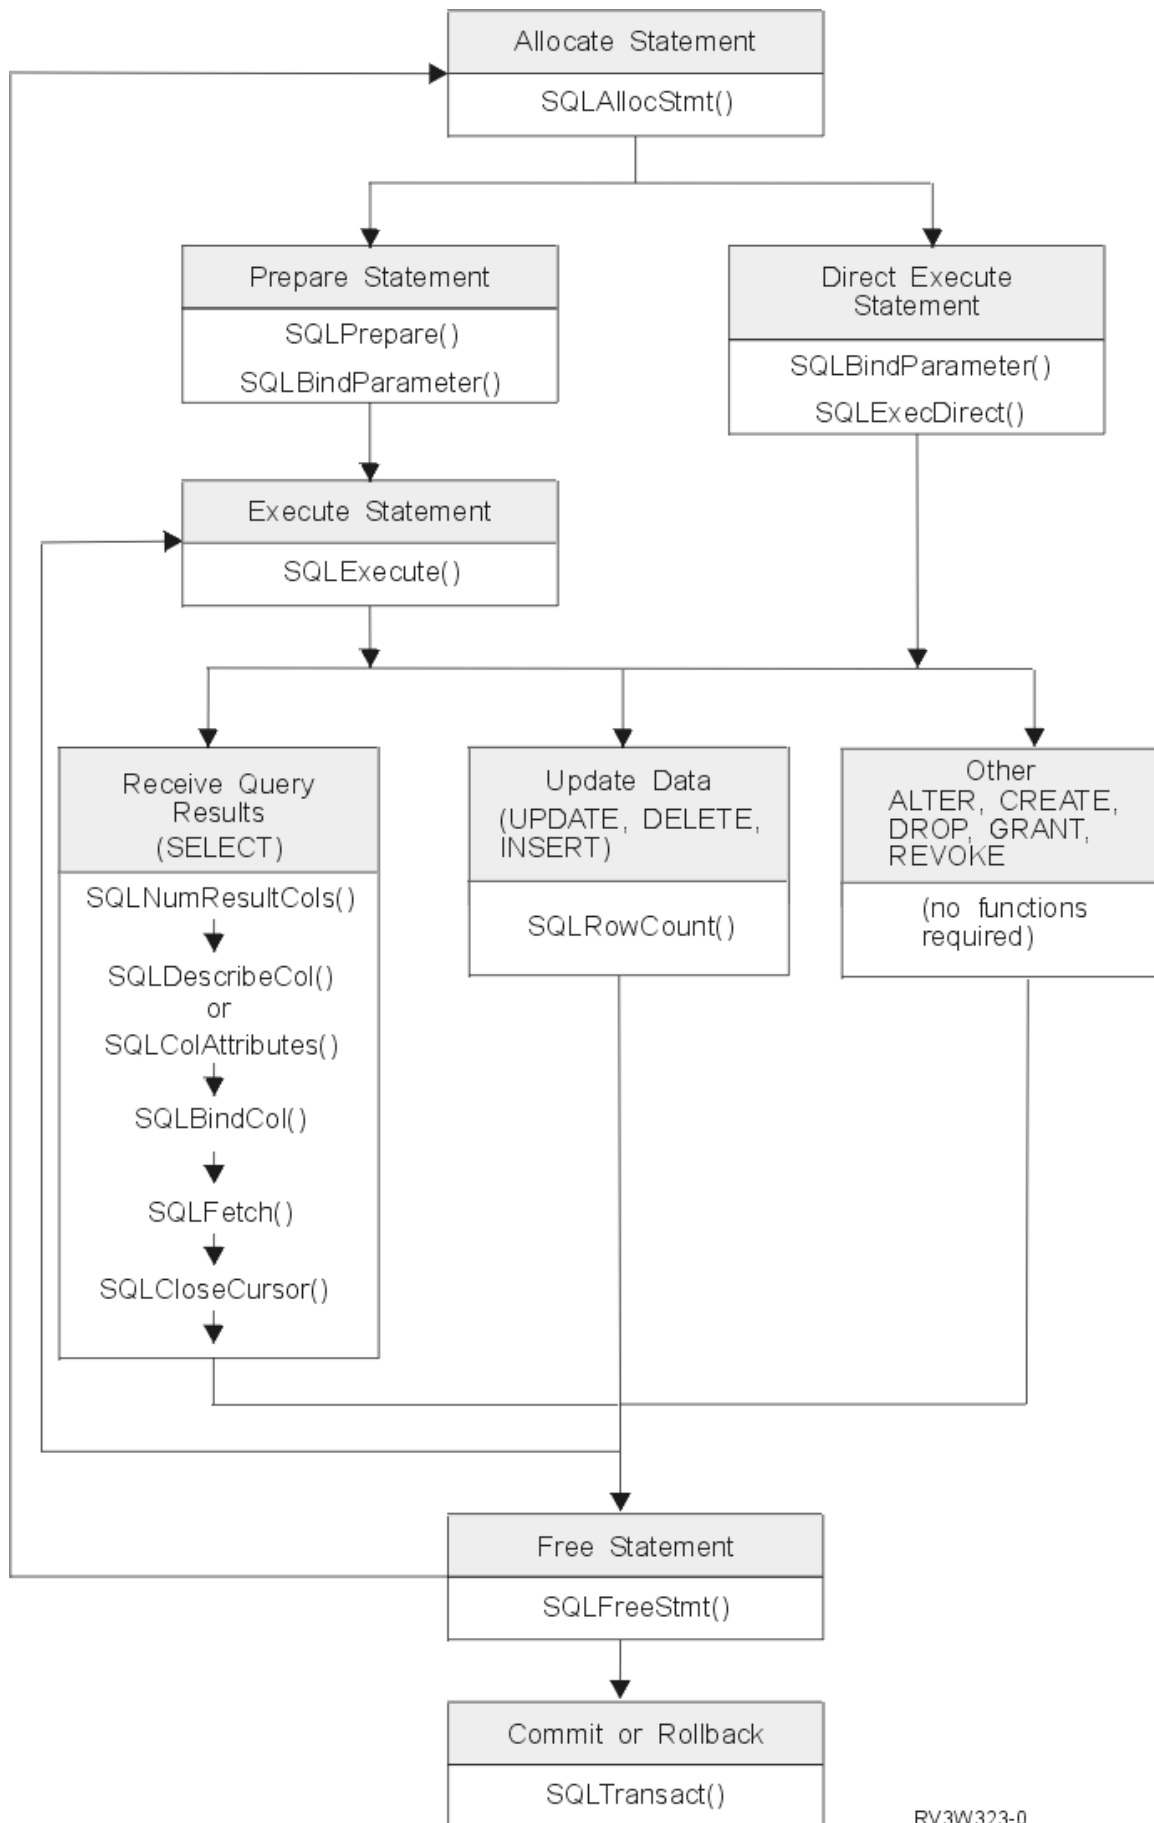 Allocate Statement
SQLAllocStmt()
Prepare Statement
SQLPrepare()
SQLBindParameter()
Direct Execute
Statement
SQLBindParameter()
SQLExecDirect()
Execute Statement
SQLExecute()
Receive Query
Results
(SELECT)
SQLNumResultCols()
SQLDescribeCol()
or
SQLColAttributes()
SQLBindCol()
SQLFetch()
SQLCloseCursor()
Update Data
(UPDATE, DELETE,
INSERT)
SQLRowCount()
Other
ALTER, CREATE,
DROP, GRANT,
REVOKE
(no functions
required)
Free Statement
SQLFreeStmt()
Commit or Rollback
SQLTransact()
RV3W323-0